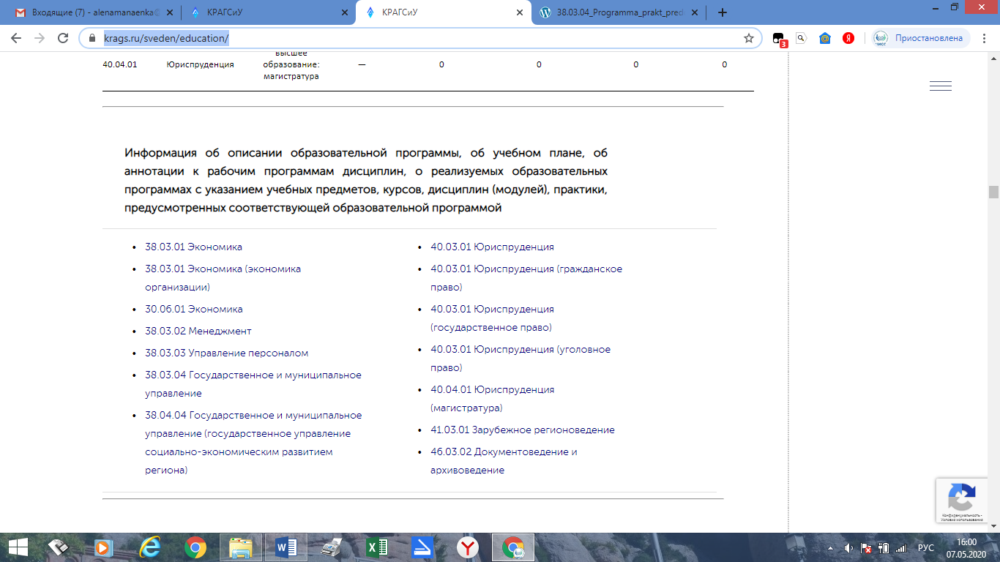 Входящие (7) - alenamanaenka@
КРАГСиУ
КРАГСиУ
38.03.04_Programma_prakt_pred
krags.ru/sveden/education/
3
Я
Приостановлена
40.04.01 Юриспруденция высшее образование: магистратура — 0 0 0 0
Информация об описании образовательной программы, об учебном плане, об
аннотации к рабочим программам дисциплин, о реализуемых образовательных
программах с указанием учебных предметов, курсов, дисциплин (модулей), практики,
предусмотренных соответствующей образовательной программой
• 38.03.01 Экономика
• 38.03.01 Экономика (экономика
организации)
• 30.06.01 Экономика
• 38.03.02 Менеджмент
• 38.03.03 Управление персоналом
• 38.03.04 Государственное и муниципальное
управление
• 38.04.04 Государственное и муниципальное
управление (государственное управление
социально-экономическим развитием
региона)
• 40.03.01 Юриспруденция
• 40.03.01 Юриспруденция (гражданское
право)
• 40.03.01 Юриспруденция
(государственное право)
• 40.03.01 Юриспруденция (уголовное
право)
• 40.04.01 Юриспруденция
(магистратура)
• 41.03.01 Зарубежное регионоведение
• 46.03.02 Документоведение и
архивоведение
Конфиденциальность -
Условия использования
РУС
16:00
07.05.2020